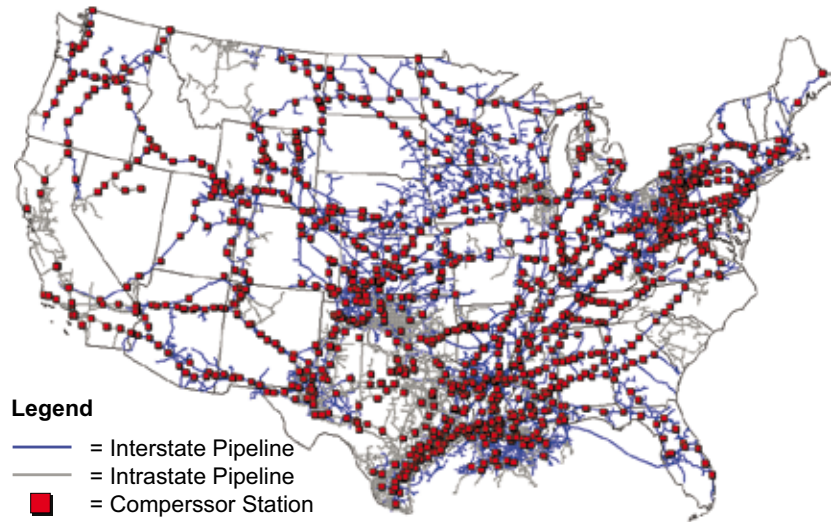 Legend
= Interstate Pipeline
= Intrastate Pipeline
= Comperssor Station